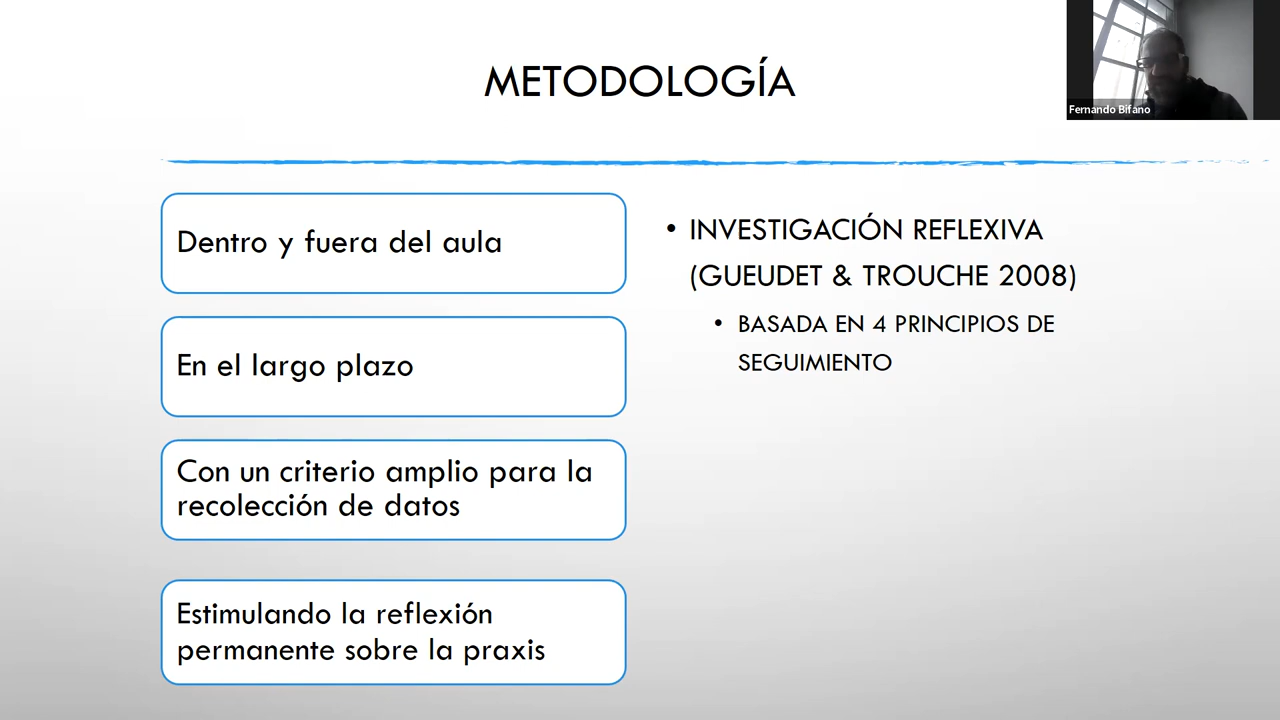 METODOLOGÍA
Fernando Bifano
Dentro y fuera del aula
En el largo plazo
Con un criterio amplio para la
recolección de datos
Estimulando la reflexión
permanente sobre la praxis
• INVESTIGACIÓN REFLEXIVA
(GUEUDET & TROUCHE 2008)
• BASADA EN 4 PRINCIPIOS DE
SEGUIMIENTO